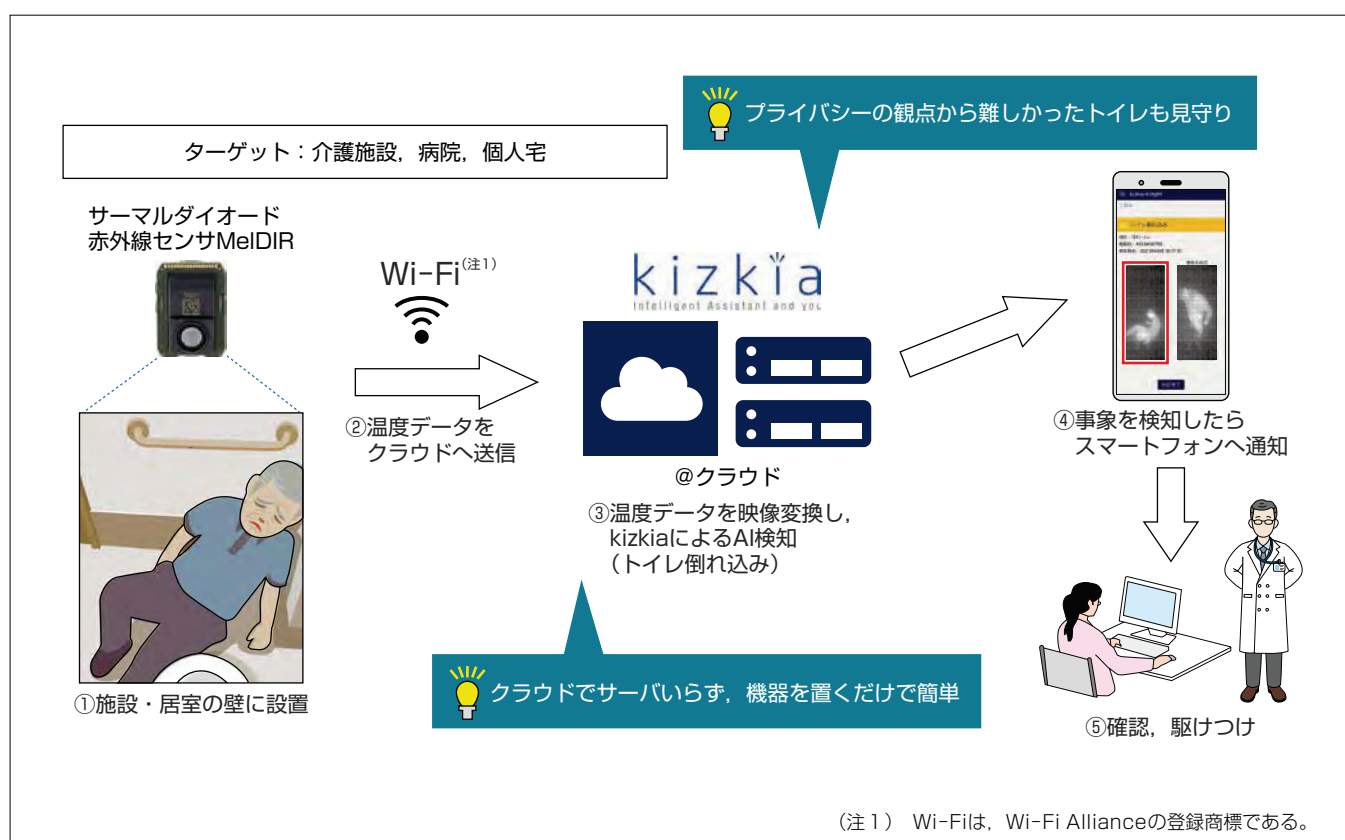 プライバシーの観点から難しかったトイレも見守り
ターゲット：介護施設，病院，個人宅
サーマルダイオード
赤外線センサMelDIR
Wi-Fi(注1)
kizkia
Intelligent Assistant and you
②温度データを
クラウドへ送信
@クラウド
③温度データを映像変換し，
kizkiaによるAI検知
（トイレ倒れ込み）
トイレ倒れ込み
④事象を検知したら
スマートフォンへ通知
①施設・居室の壁に設置
クラウドでサーバいらず，機器を置くだけで簡単
⑤確認，駆けつけ
（注1） Wi-Fiは，Wi-Fi Allianceの登録商標である。